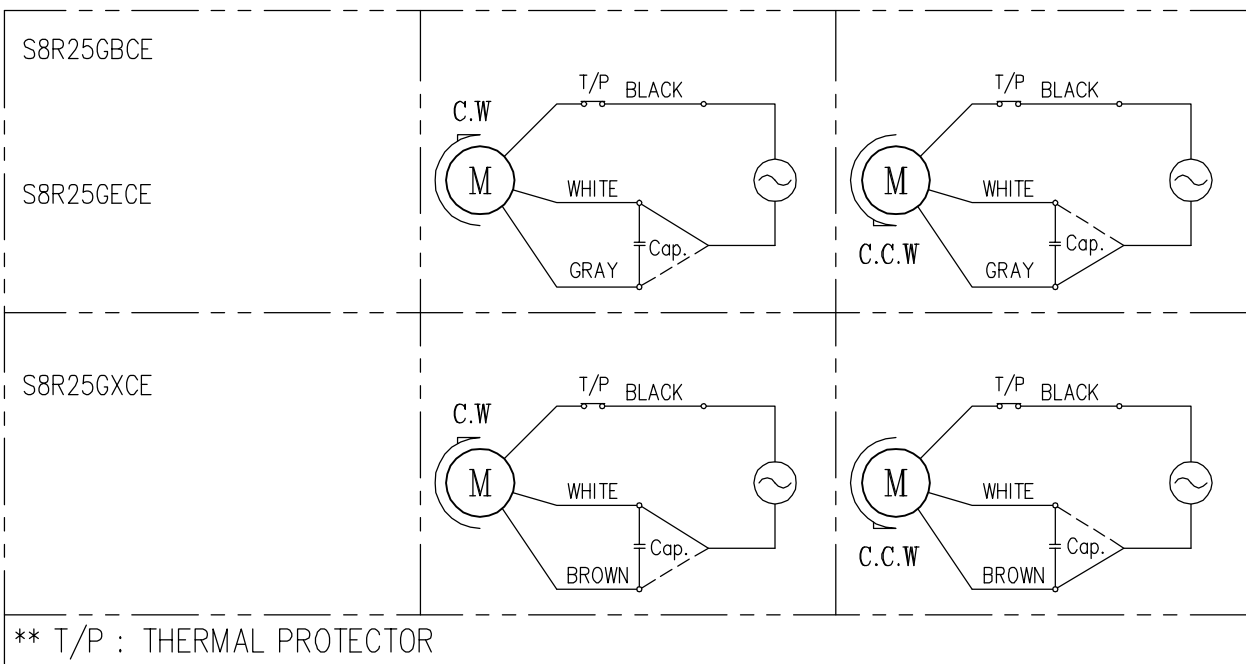 S8R25GBCE
S8R25GECE
C.W
T/P BLACK
M
WHITE
Cap.
GRAY
T/P BLACK
M
WHITE
C.C.W
Cap.
GRAY
S8R25GXCE
C.W
T/P BLACK
M
WHITE
Cap.
BROWN
T/P BLACK
M
WHITE
C.C.W
Cap.
BROWN
** T/P : THERMAL PROTECTOR